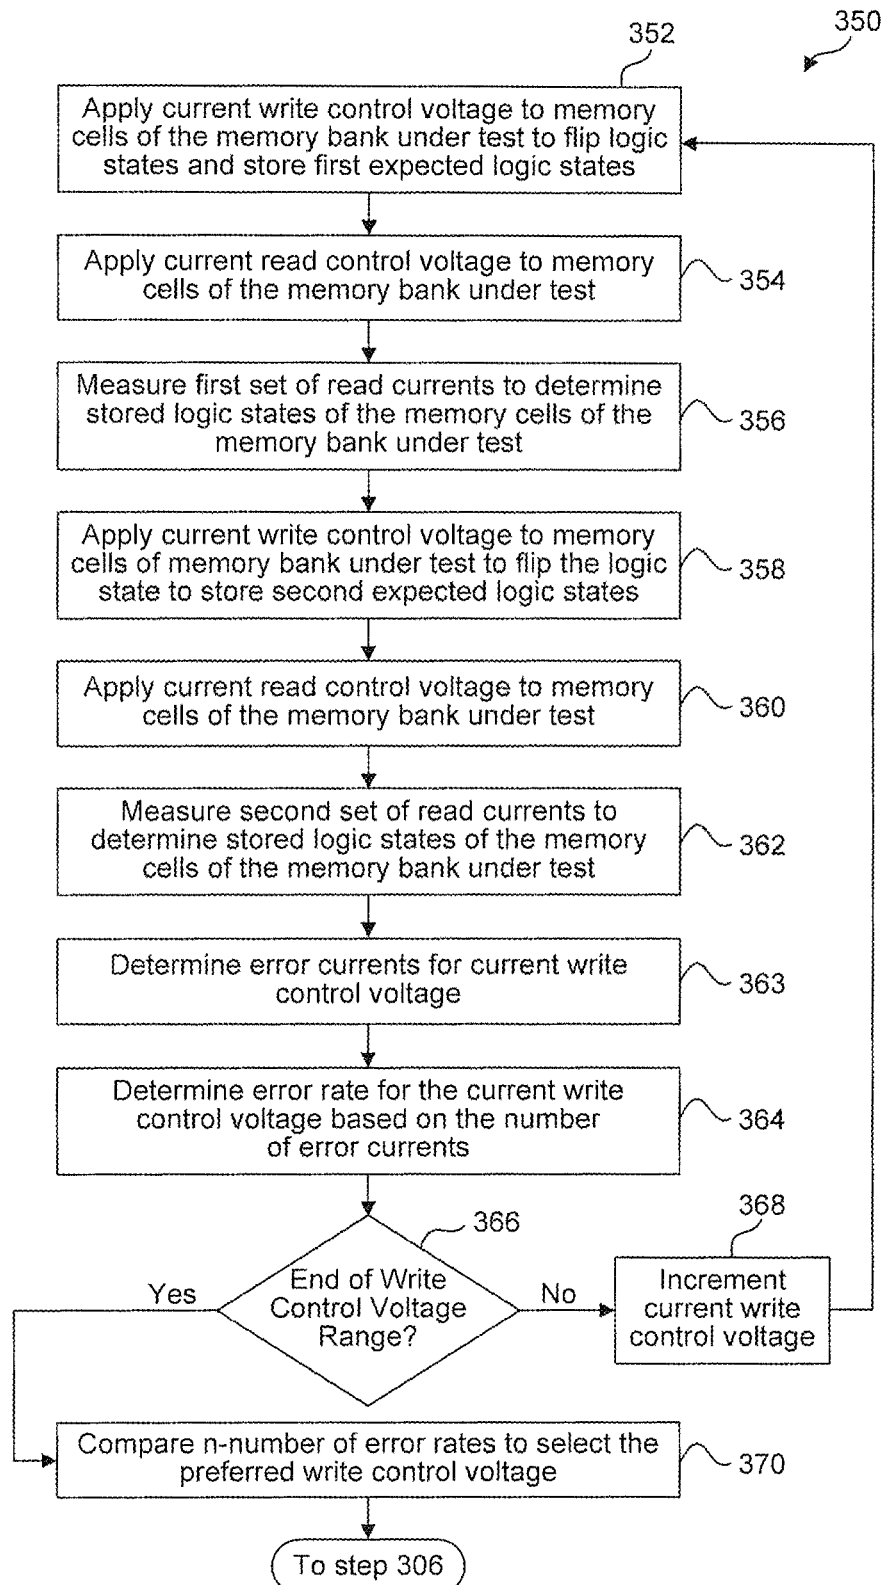 350
352
Apply current write control voltage to memory
cells of the memory bank under test to flip logic
states and store first expected logic states
Apply current read control voltage to memory
cells of the memory bank under test
354
Measure first set of read currents to determine
stored logic states of the memory cells of the
memory bank under test
356
Apply current write control voltage to memory
cells of memory bank under test to flip the logic
state to store second expected logic states
358
Apply current read control voltage to memory
cells of the memory bank under test
360
Measure second set of read currents to
determine stored logic states of the memory
cells of the memory bank under test
362
Determine error currents for current write
control voltage
363
Determine error rate for the current write
control voltage based on the number
of error currents
364
366
End of Write
Control Voltage
Range?
Yes
No
368
Increment
current write
control voltage
Compare n-number of error rates to select the
preferred write control voltage
370
To step 306